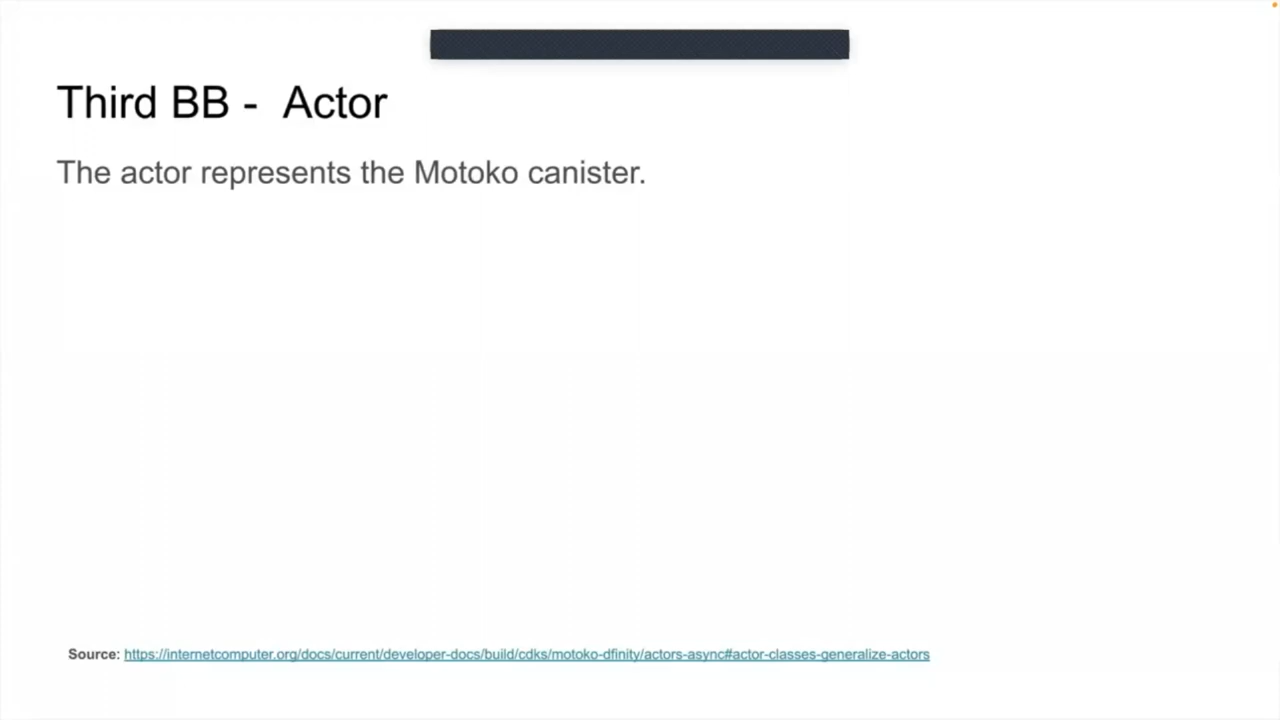 Third BB -  Actor
The actor represents the Motoko canister.
Source: https://internetcomputer.org/docs/current/developer-docs/build/cdks/motoko-dfinity/actors-async#actor-classes-generalize-actors